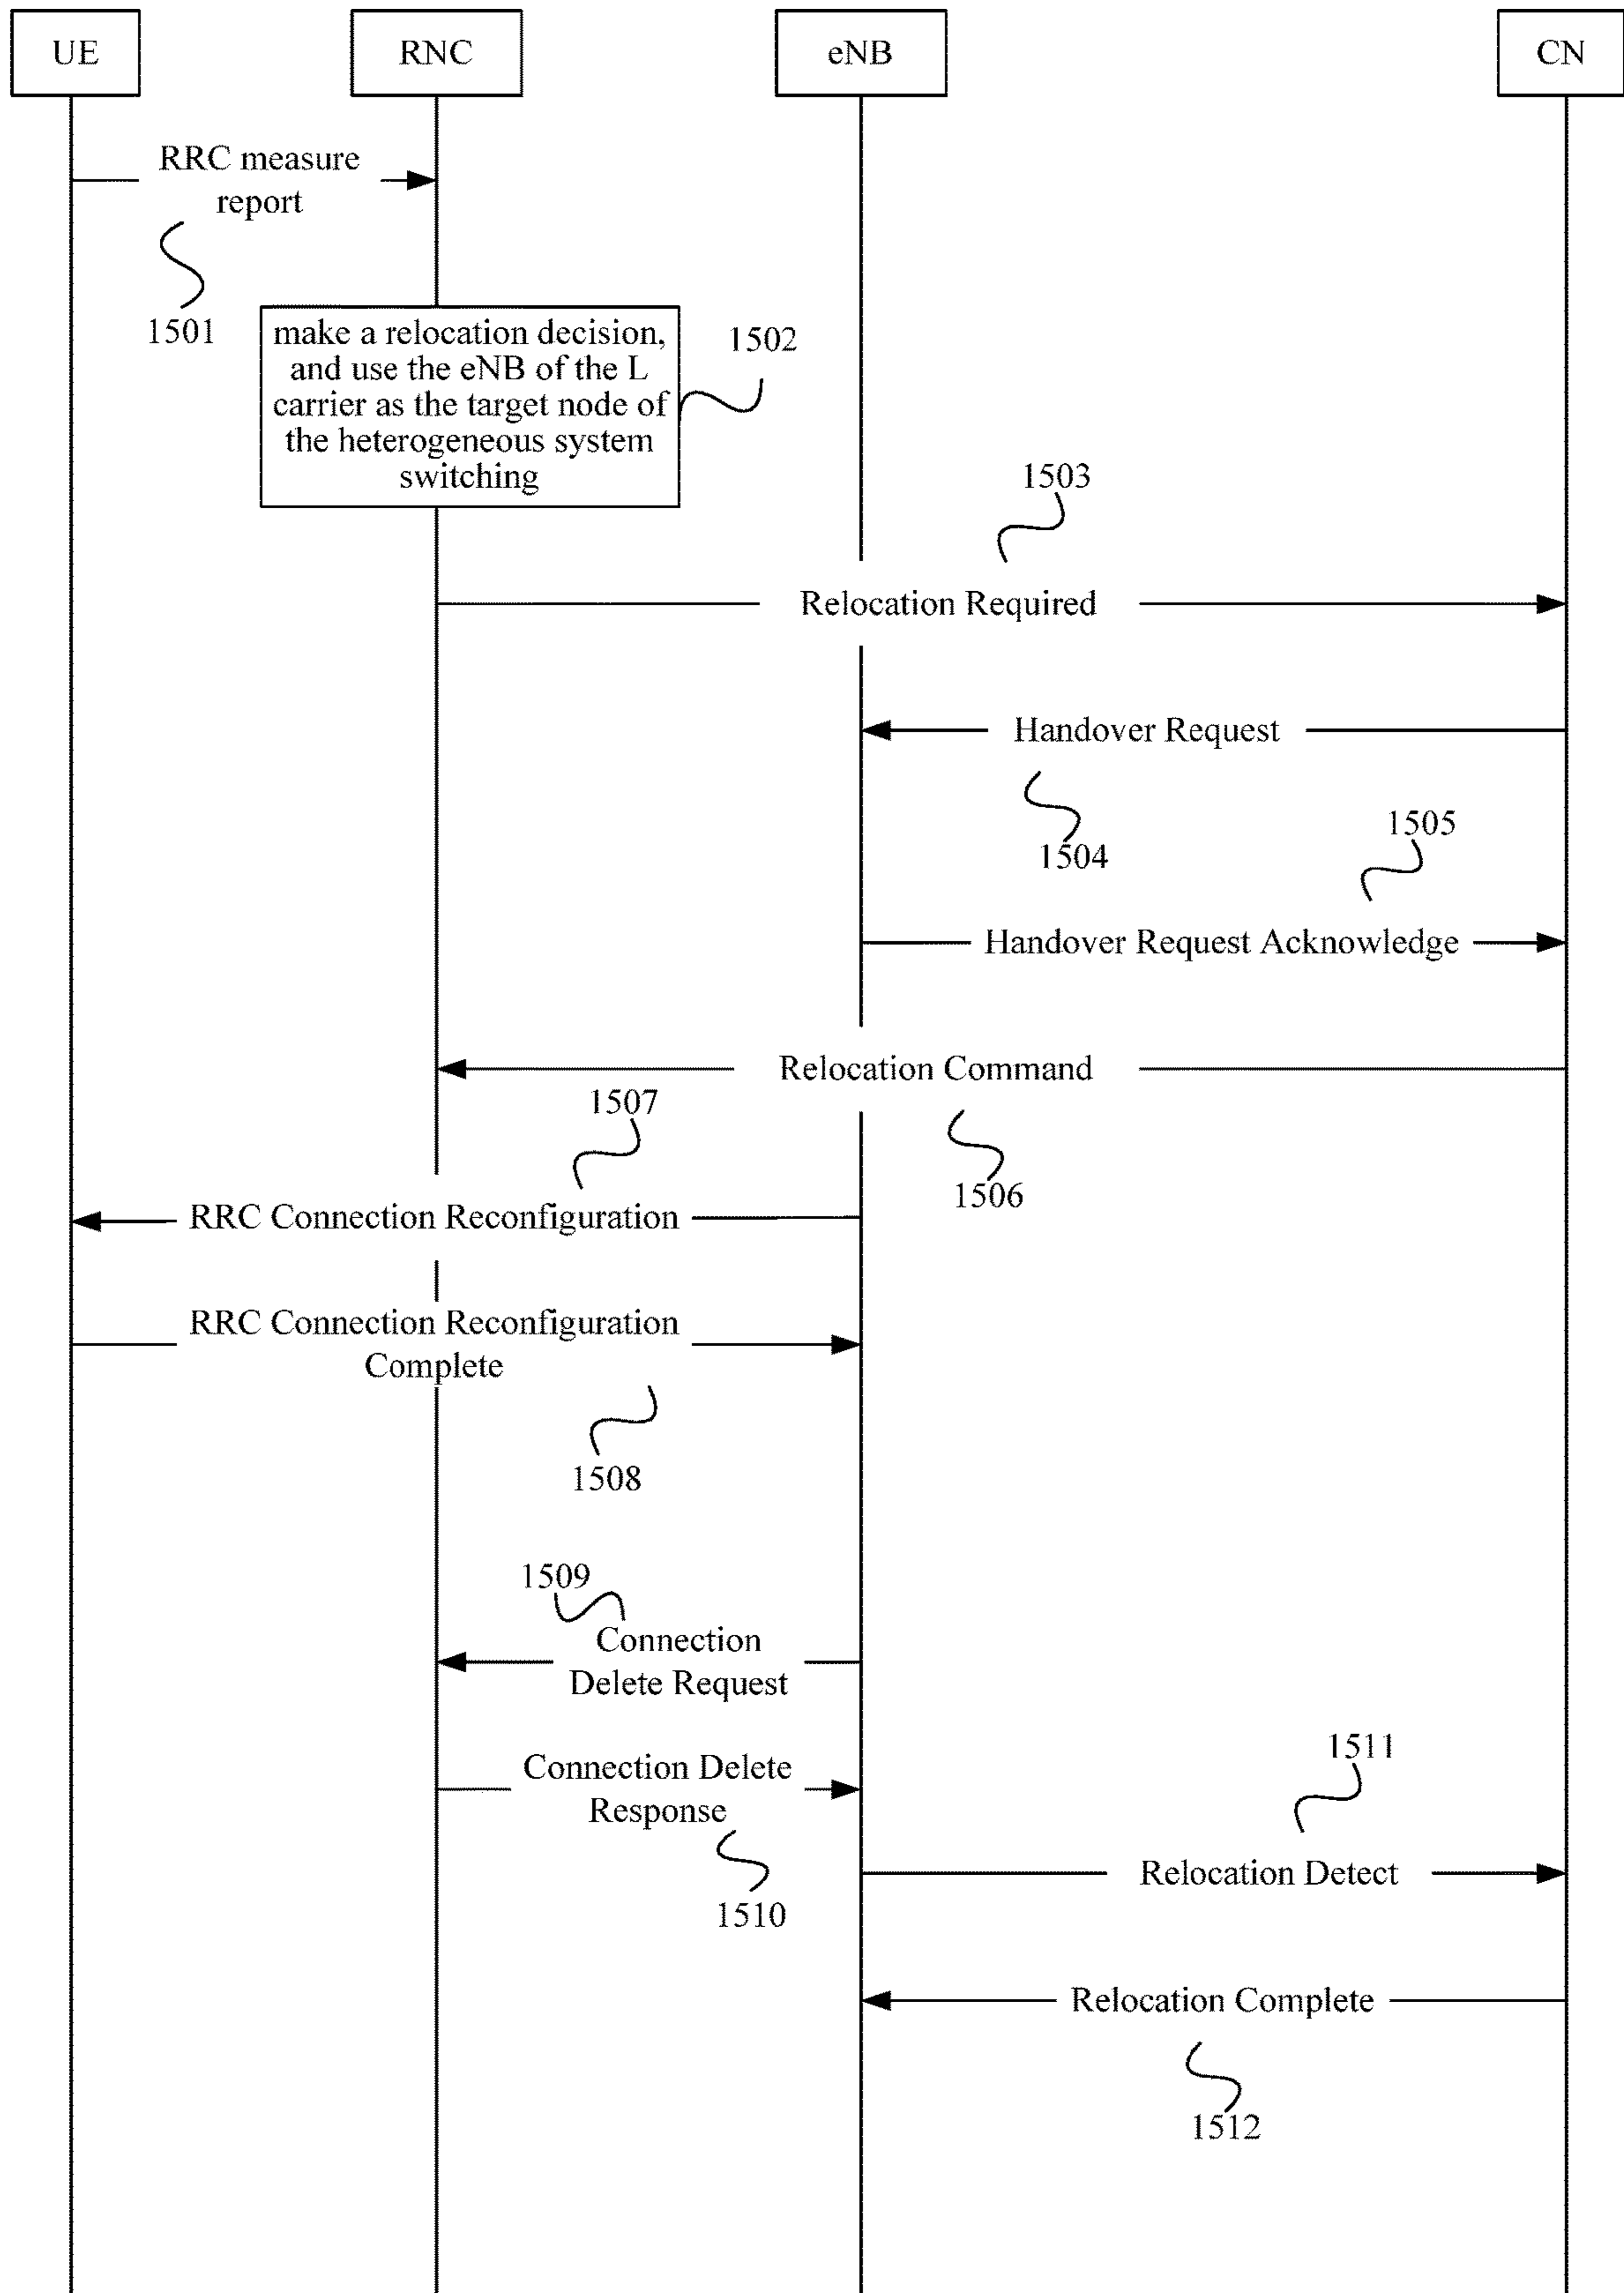 UE
RNC
eNB
CN
RRC measure
report
1501
make a relocation decision,
and use the eNB of the L
carrier as the target node of
the heterogeneous system
switching
1502
1503
Relocation Required
Handover Request
1504
1505
Handover Request Acknowledge
Relocation Command
1506
1507
RRC Connection Reconfiguration
RRC Connection Reconfiguration
Complete
1508
1509
Connection
Delete Request
Connection Delete
Response
1510
1511
Relocation Detect
Relocation Complete
1512